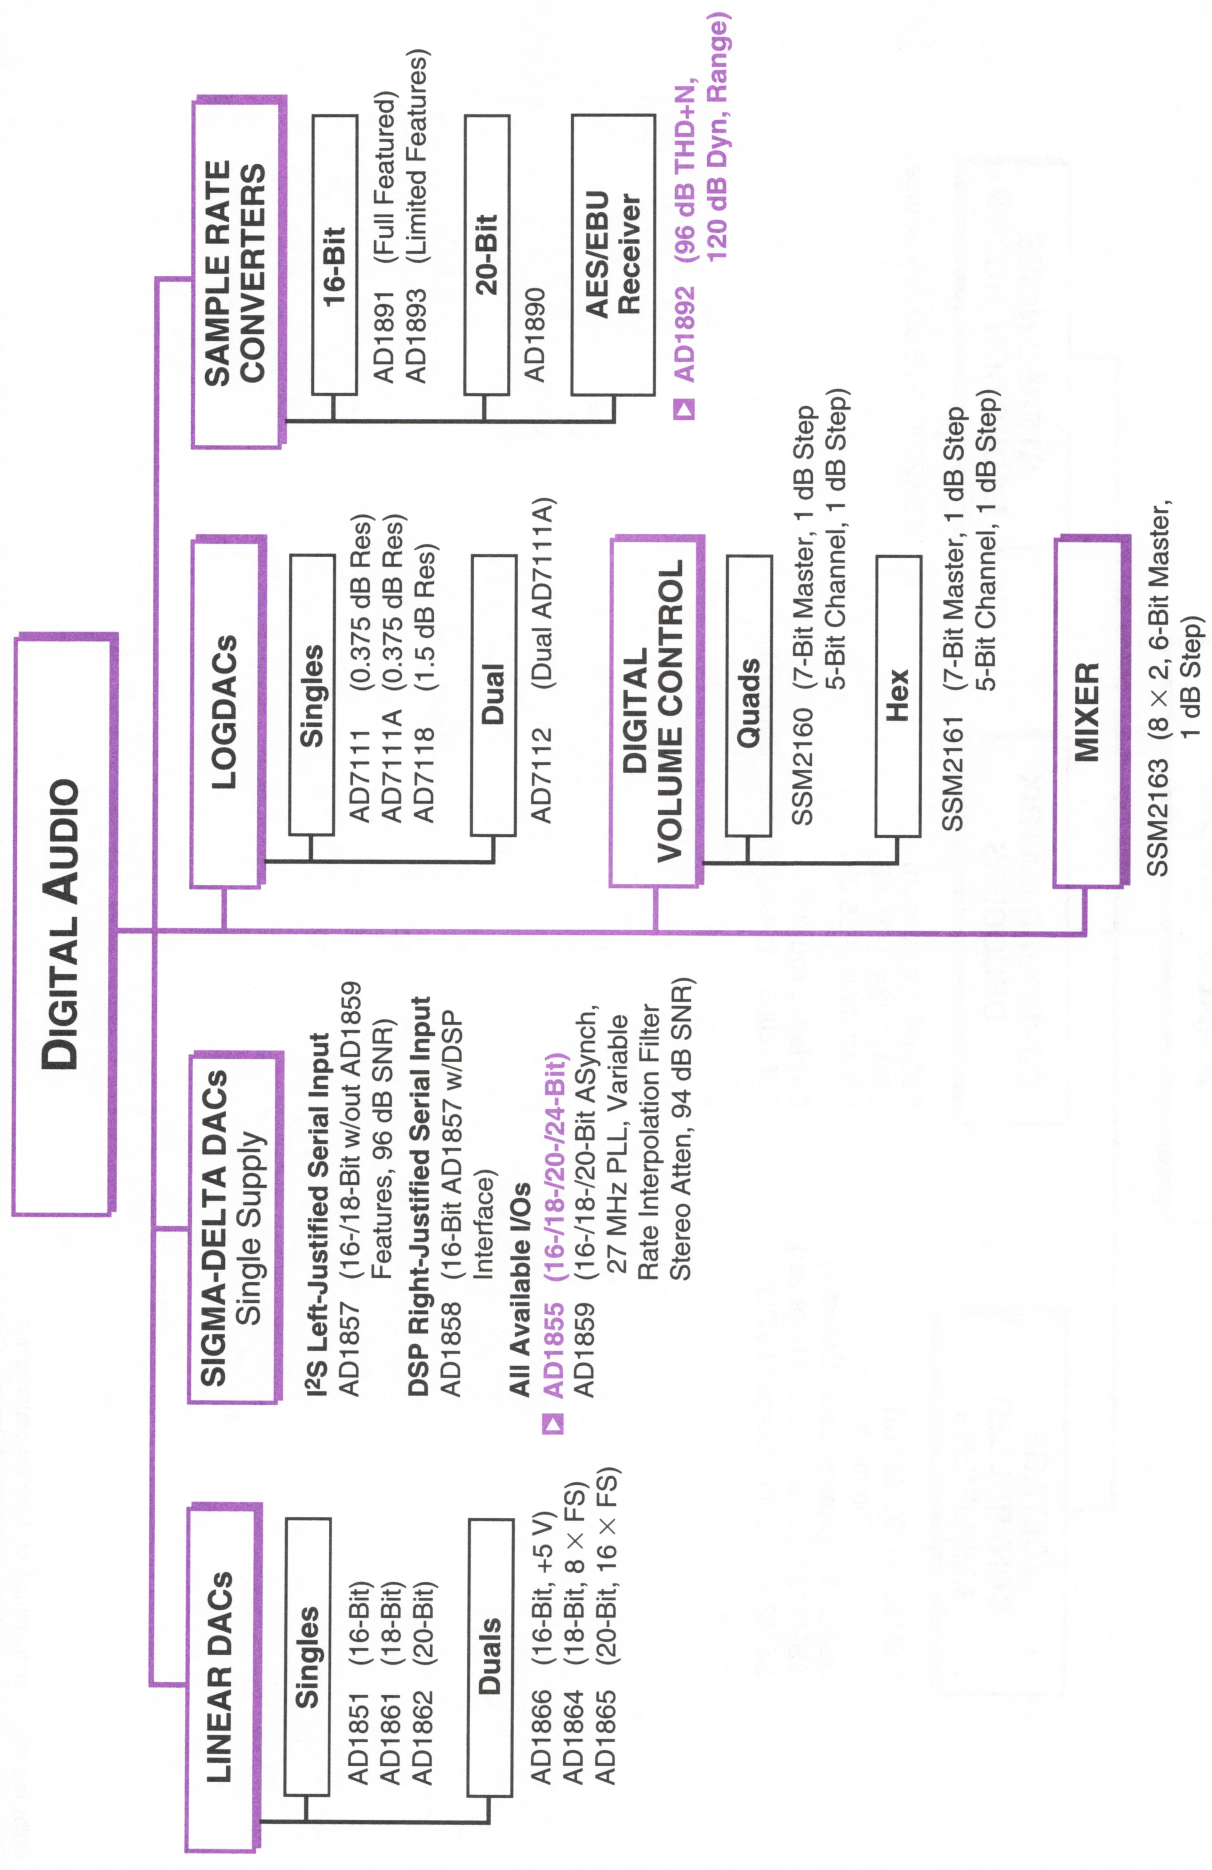 DIGITAL AUDIO
LINEAR DACs
Singles
AD1851 (16-Bit)
AD1861 (18-Bit)
AD1862 (20-Bit)
Duals
AD1866 (16-Bit, +5 V)
AD1864 (18-Bit, 8 × FS)
AD1865 (20-Bit, 16 × FS)
SIGMA-DELTA DACs
Single Supply
I²S Left-Justified Serial Input
AD1857 (16-/18-Bit w/out AD1859
Features, 96 dB SNR)
DSP Right-Justified Serial Input
AD1858 (16-Bit AD1857 w/DSP
Interface)
All Available I/Os
AD1855 (16-/18-/20-/24-Bit)
AD1859 (16-/18-/20-Bit ASynch,
27 MHz PLL, Variable
Rate Interpolation Filter
Stereo Atten, 94 dB SNR)
LOGDACs
Singles
AD7111 (0.375 dB Res)
AD7111A (0.375 dB Res)
AD7118 (1.5 dB Res)
Dual
AD7112 (Dual AD7111A)
DIGITAL
VOLUME CONTROL
Quads
SSM2160 (7-Bit Master, 1 dB Step
5-Bit Channel, 1 dB Step)
Hex
SSM2161 (7-Bit Master, 1 dB Step
5-Bit Channel, 1 dB Step)
MIXER
SSM2163 (8 × 2, 6-Bit Master,
1 dB Step)
SAMPLE RATE
CONVERTERS
16-Bit
AD1891 (Full Featured)
AD1893 (Limited Features)
20-Bit
AD1890
AES/EBU
Receiver
AD1892 (96 dB THD+N,
120 dB Dyn, Range)